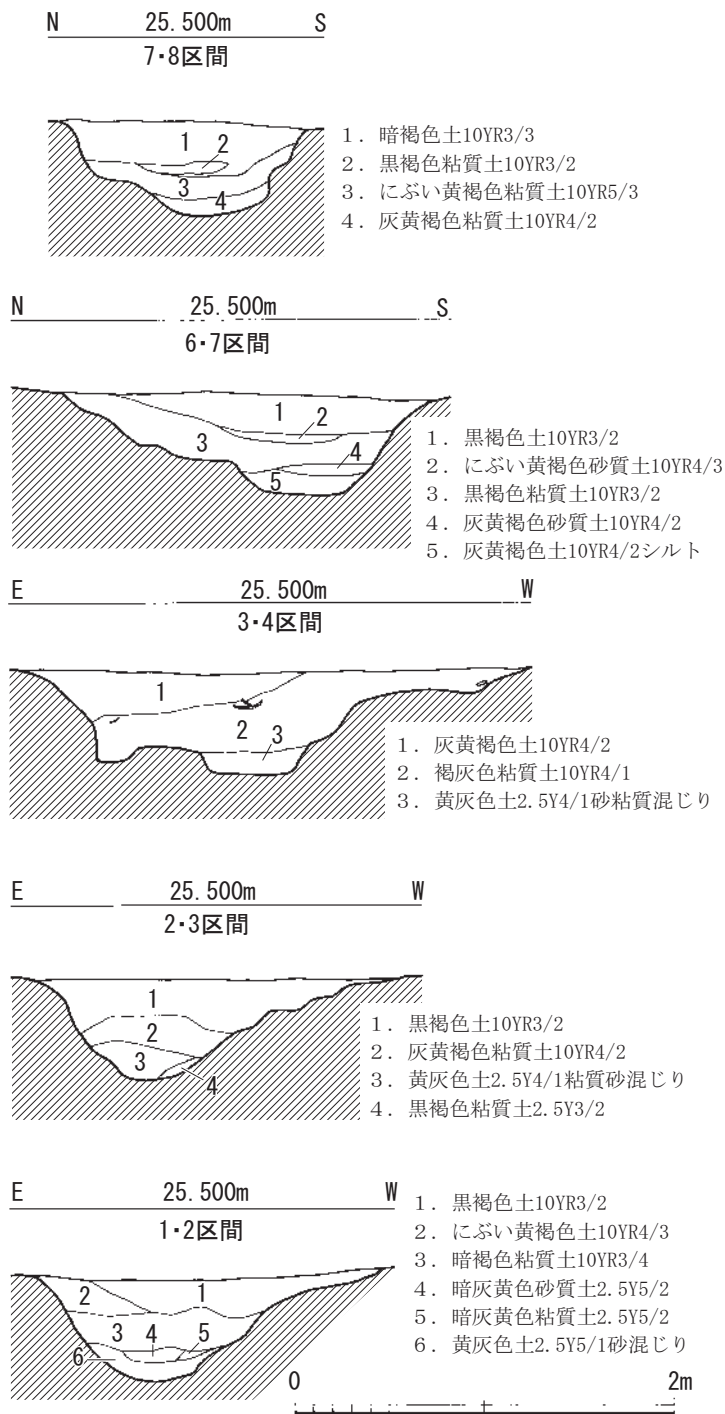 N 25.500m S
7・8区間
1 2
3 4
1. 暗褐色土10YR3/3
2. 黒褐色粘質土10YR3/2
3. にぶい黄褐色粘質土10YR5/3
4. 灰黄褐色粘質土10YR4/2
N 25.500m S
6・7区間
1 2
3 4
5
1. 黒褐色土10YR3/2
2. にぶい黄褐色砂質土10YR4/3
3. 黒褐色粘質土10YR3/2
4. 灰黄褐色砂質土10YR4/2
5. 灰黄褐色土10YR4/2シルト
E 25.500m W
3・4区間
1
2 3
1. 灰黄褐色土10YR4/2
2. 褐灰色粘質土10YR4/1
3. 黄灰色土2.5Y4/1砂粘質混じり
E 25.500m W
2・3区間
1
2
3 4
1. 黒褐色土10YR3/2
2. 灰黄褐色粘質土10YR4/2
3. 黄灰色土2.5Y4/1粘質砂混じり
4. 黒褐色粘質土2.5Y3/2
E 25.500m W
1・2区間
2 1
3 4 5
6
1. 黒褐色土10YR3/2
2. にぶい黄褐色土10YR4/3
3. 暗褐色粘質土10YR3/4
4. 暗灰黄色砂質土2.5Y5/2
5. 暗灰黄色粘質土2.5Y5/2
6. 黄灰色土2.5Y5/1砂混じり
0 2m